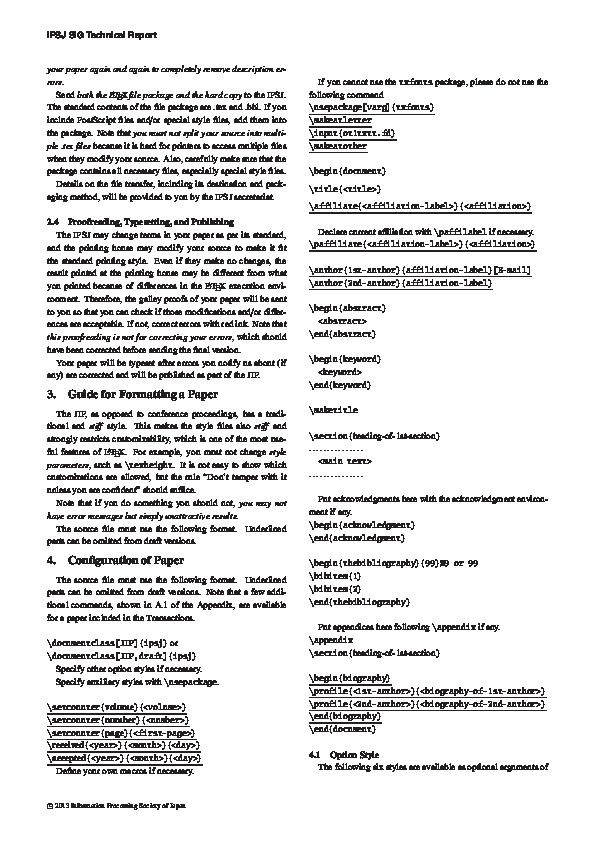 IPSJ SIG Technical Report
your paper again and again to completely remove description er-
rors.
Send both the LATEX file package and the hard copy to the IPSJ.
The standard contents of the file package are .tex and .bbl. If you
include PostScript files and/or special style files, add them into
the package. Note that you must not split your source into multi-
ple .tex files because it is hard for printers to access multiple files
when they modify your source. Also, carefully make sure that the
package contains all necessary files, especially special style files.
Details on the file transfer, including its destination and pack-
aging method, will be provided to you by the IPSJ secretariat.
2.4 Proofreading, Typesetting, and Publishing
The IPSJ may change terms in your paper as per its standard,
and the printing house may modify your source to make it fit
the standard printing style. Even if they make no changes, the
result printed at the printing house may be different from what
you printed because of differences in the LATEX execution envi-
ronment. Therefore, the galley proofs of your paper will be sent
to you so that you can check if those modifications and/or differ-
ences are acceptable. If not, correct errors with red ink. Note that
this proofreading is not for correcting your errors, which should
have been corrected before sending the final version.
Your paper will be typeset after errors you notify us about (if
any) are corrected and will be published as part of the JIP.
3. Guide for Formatting a Paper
The JIP, as opposed to conference proceedings, has a tradi-
tional and stiff style. This makes the style files also stiff and
strongly restricts customizability, which is one of the most use-
ful features of LATEX. For example, you must not change style
parameters, such as \textheight. It is not easy to show which
customizations are allowed, but the rule "Don't tamper with it
unless you are confident" should suffice.
Note that if you do something you should not, you may not
have error messages but simply unattractive results.
The source file must use the following format. Underlined
parts can be omitted from draft versions.
4. Configuration of Paper
The source file must use the following format. Underlined
parts can be omitted from draft versions. Note that a few addi-
tional commands, shown in A.1 of the Appendix, are available
for a paper included in the Transactions.
\documentclass[JIP]{ipsj} or
\documentclass[JIP,draft]{ipsj}
Specify other option styles if necessary.
Specify auxiliary styles with \usepackage.
\setcounter{volume}{<volume>}
\setcounter{number}{<number>}
\setcounter{page}{<first-page>}
\received{<year>}{<month>}{<day>}
\accepted{<year>}{<month>}{<day>}
Define your own macros if necessary.
If you cannot use the txfonts package, please do not use the
following command
\usepackage[varg]{txfonts}
\makeatletter
\input{ot1txtt.fd}
\makeatother
\begin{document}
\title{<title>}
\affiliate{<affiliation-label>}{<affiliation>}
Declare current affiliation with \paffilabel if necessary.
\paffiliate{<affiliation-label>}{<affiliation>}
\author{1st-author}{affiliation-label}[E-mail]
\author{2nd-author}{affiliation-label}
\begin{abstract}
<abstract>
\end{abstract}
\begin{keyword}
<keyword>
\end{keyword}
\maketitle
\section{heading-of-1st-section}
---------------
<main text>
---------------
Put acknowledgments here with the acknowledgment environ-
ment if any.
\begin{acknowledgment}
\end{acknowledgment}
\begin{thebibliography}{99}%9 or 99
\bibitem{1}
\bibitem{2}
\end{thebibliography}
Put appendices here following \appendix if any.
\appendix
\section{heading-of-1st-section}
\begin{biography}
\profile{<1st-author>}{<biography-of-1st-author>}
\profile{<2nd-author>}{<biography-of-2nd-author>}
\end{biography}
\end{document}
4.1 Option Style
The following six styles are available as optional arguments of
© 2013 Information Processing Society of Japan